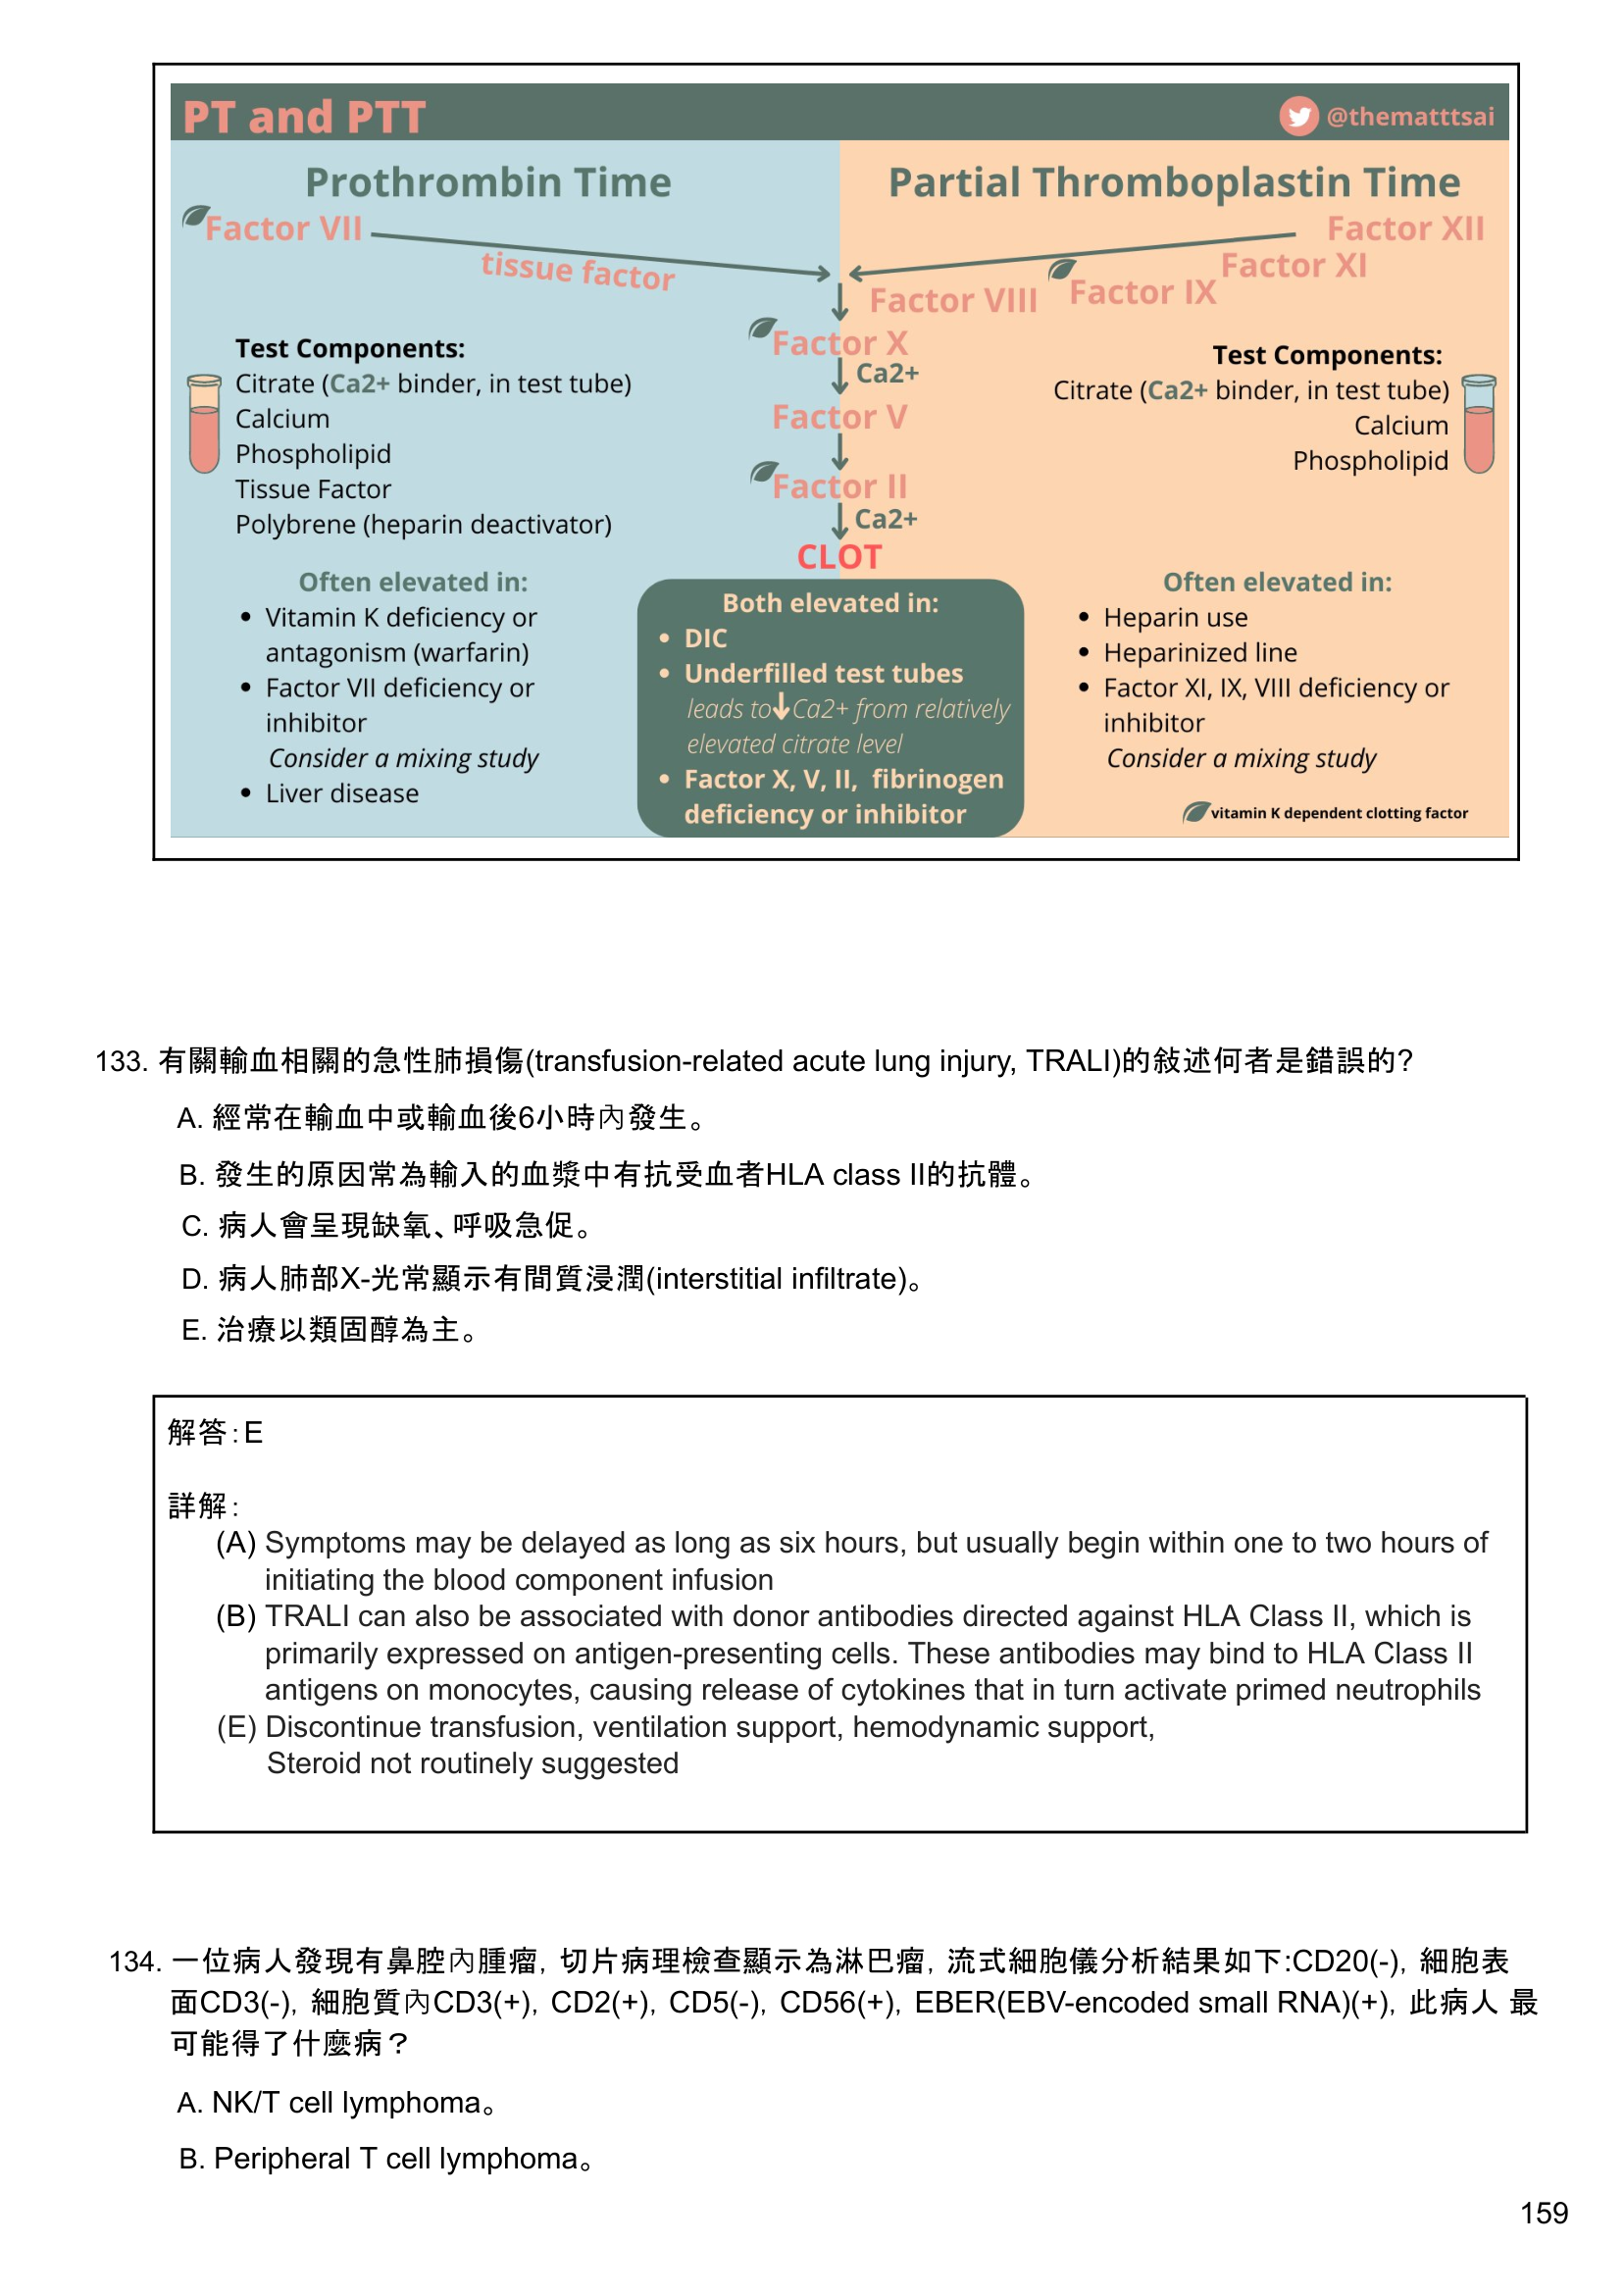 PT and PTT
@thematttsai
Prothrombin Time
Factor VII
tissue factor
Test Components:
Citrate (Ca2+ binder, in test tube)
Calcium
Phospholipid
Tissue Factor
Polybrene (heparin deactivator)
Often elevated in:
• Vitamin K deficiency or
antagonism (warfarin)
• Factor VII deficiency or
inhibitor
Consider a mixing study
• Liver disease
Partial Thromboplastin Time
Factor XII
Factor XI
Factor IX
Factor VIII
Factor X
Ca2+
Factor V
Factor II
Ca2+
CLOT
Both elevated in:
• DIC
• Underfilled test tubes
leads to↓Ca2+ from relatively
elevated citrate level
• Factor X, V, II, fibrinogen
deficiency or inhibitor
Test Components:
Citrate (Ca2+ binder, in test tube)
Calcium
Phospholipid
Often elevated in:
• Heparin use
• Heparinized line
• Factor XI, IX, VIII deficiency or
inhibitor
Consider a mixing study
vitamin K dependent clotting factor
133. 有關輸血相關的急性肺損傷(transfusion-related acute lung injury, TRALI)的敍述何者是錯誤的?
A. 經常在輸血中或輸血後6小時內發生。
B. 發生的原因常為輸入的血漿中有抗受血者HLA class II的抗體。
C. 病人會呈現缺氧、呼吸急促。
D. 病人肺部X-光常顯示有間質浸潤(interstitial infiltrate)。
E. 治療以類固醇為主。
解答:E
詳解:
(A) Symptoms may be delayed as long as six hours, but usually begin within one to two hours of
initiating the blood component infusion
(B) TRALI can also be associated with donor antibodies directed against HLA Class II, which is
primarily expressed on antigen-presenting cells. These antibodies may bind to HLA Class II
antigens on monocytes, causing release of cytokines that in turn activate primed neutrophils
(E) Discontinue transfusion, ventilation support, hemodynamic support,
Steroid not routinely suggested
134. 一位病人發現有鼻腔內腫瘤, 切片病理檢查顯示為淋巴瘤, 流式細胞儀分析結果如下:CD20(-), 細胞表
面CD3(-), 細胞質內CD3(+), CD2(+), CD5(-), CD56(+), EBER(EBV-encoded small RNA)(+), 此病人 最
可能得了什麼病？
A. NK/T cell lymphoma。
B. Peripheral T cell lymphoma。
159